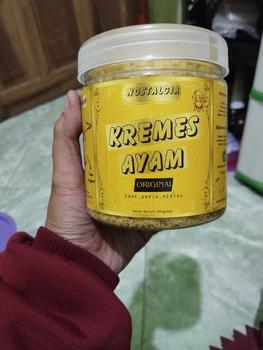 NOSTALGIA
KREMES
AYAM
ORIGINAL
ENAK, GURIH, RENYAH